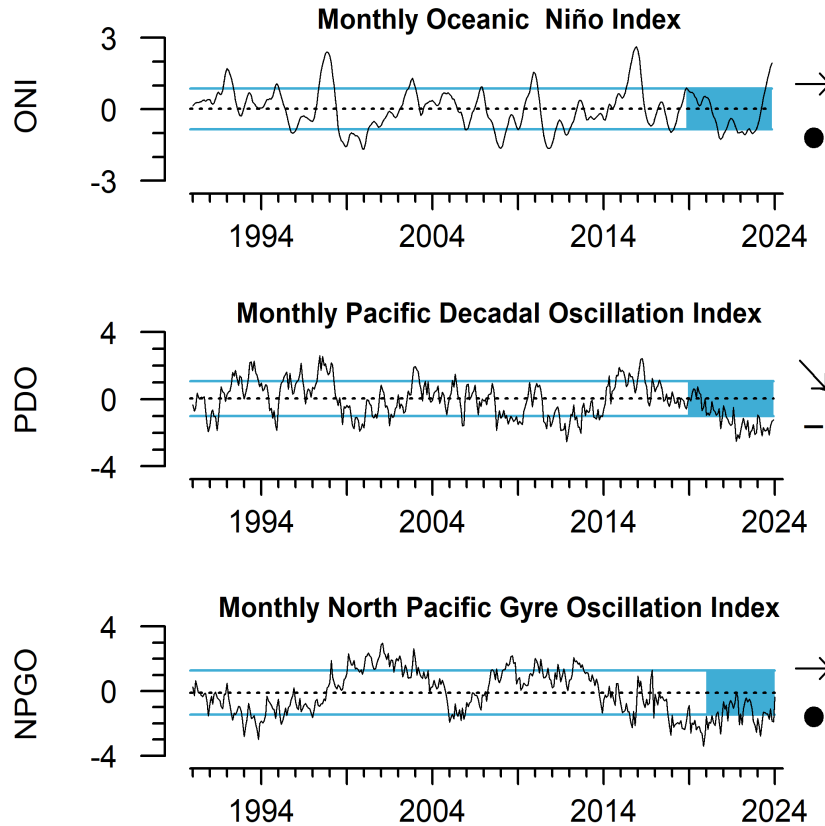 Monthly Oceanic  Niño Index
ONI
3
0
-3
1994 2004 2014 2024
Monthly Pacific Decadal Oscillation Index
PDO
4
0
-4
1994 2004 2014 2024
Monthly North Pacific Gyre Oscillation Index
NPGO
4
0
-4
1994 2004 2014 2024